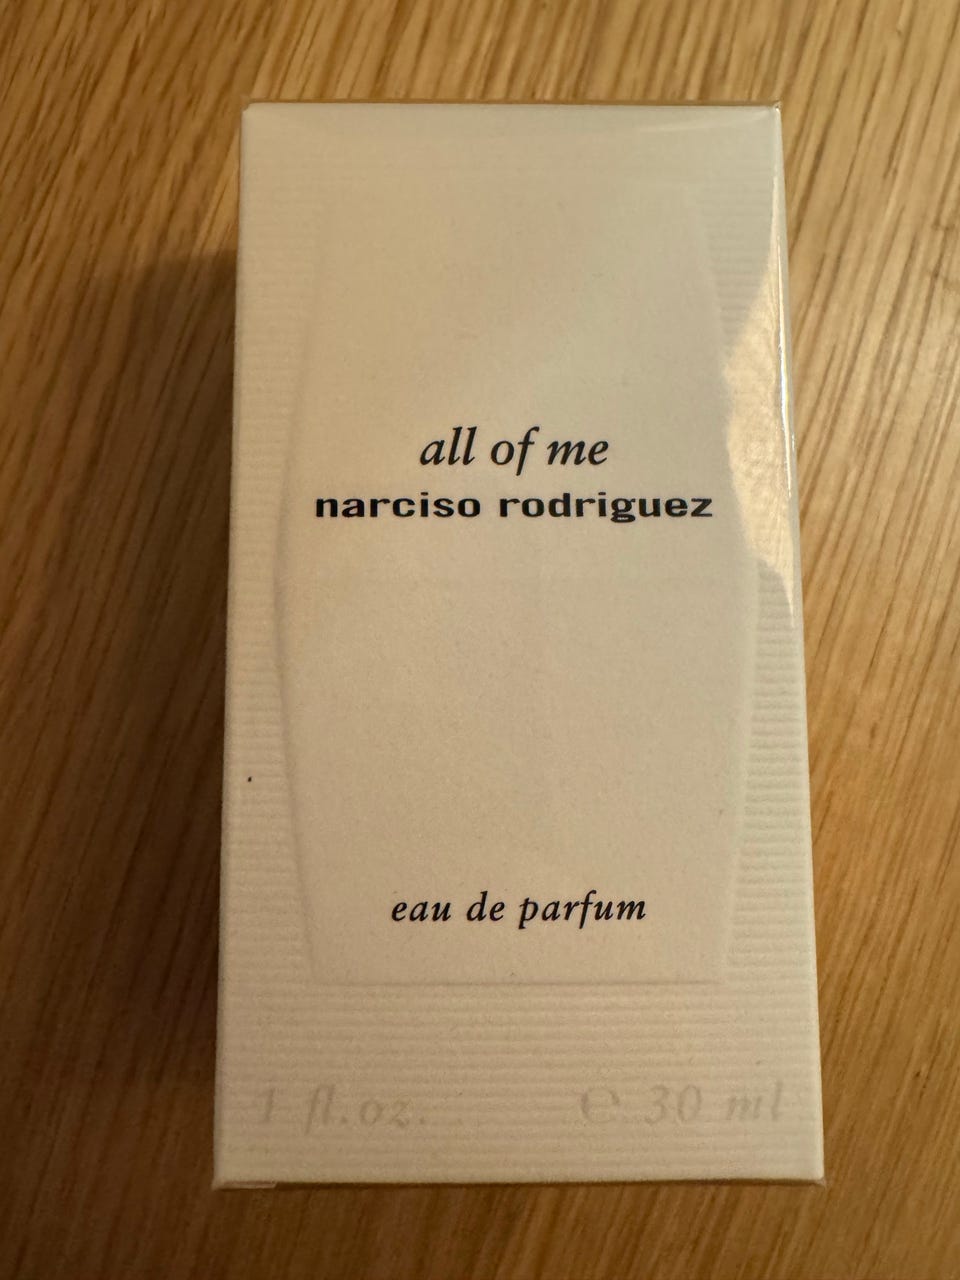 all of me
narciso rodriguez
eau de parfum
1 fl.oz. ℮ 30 ml